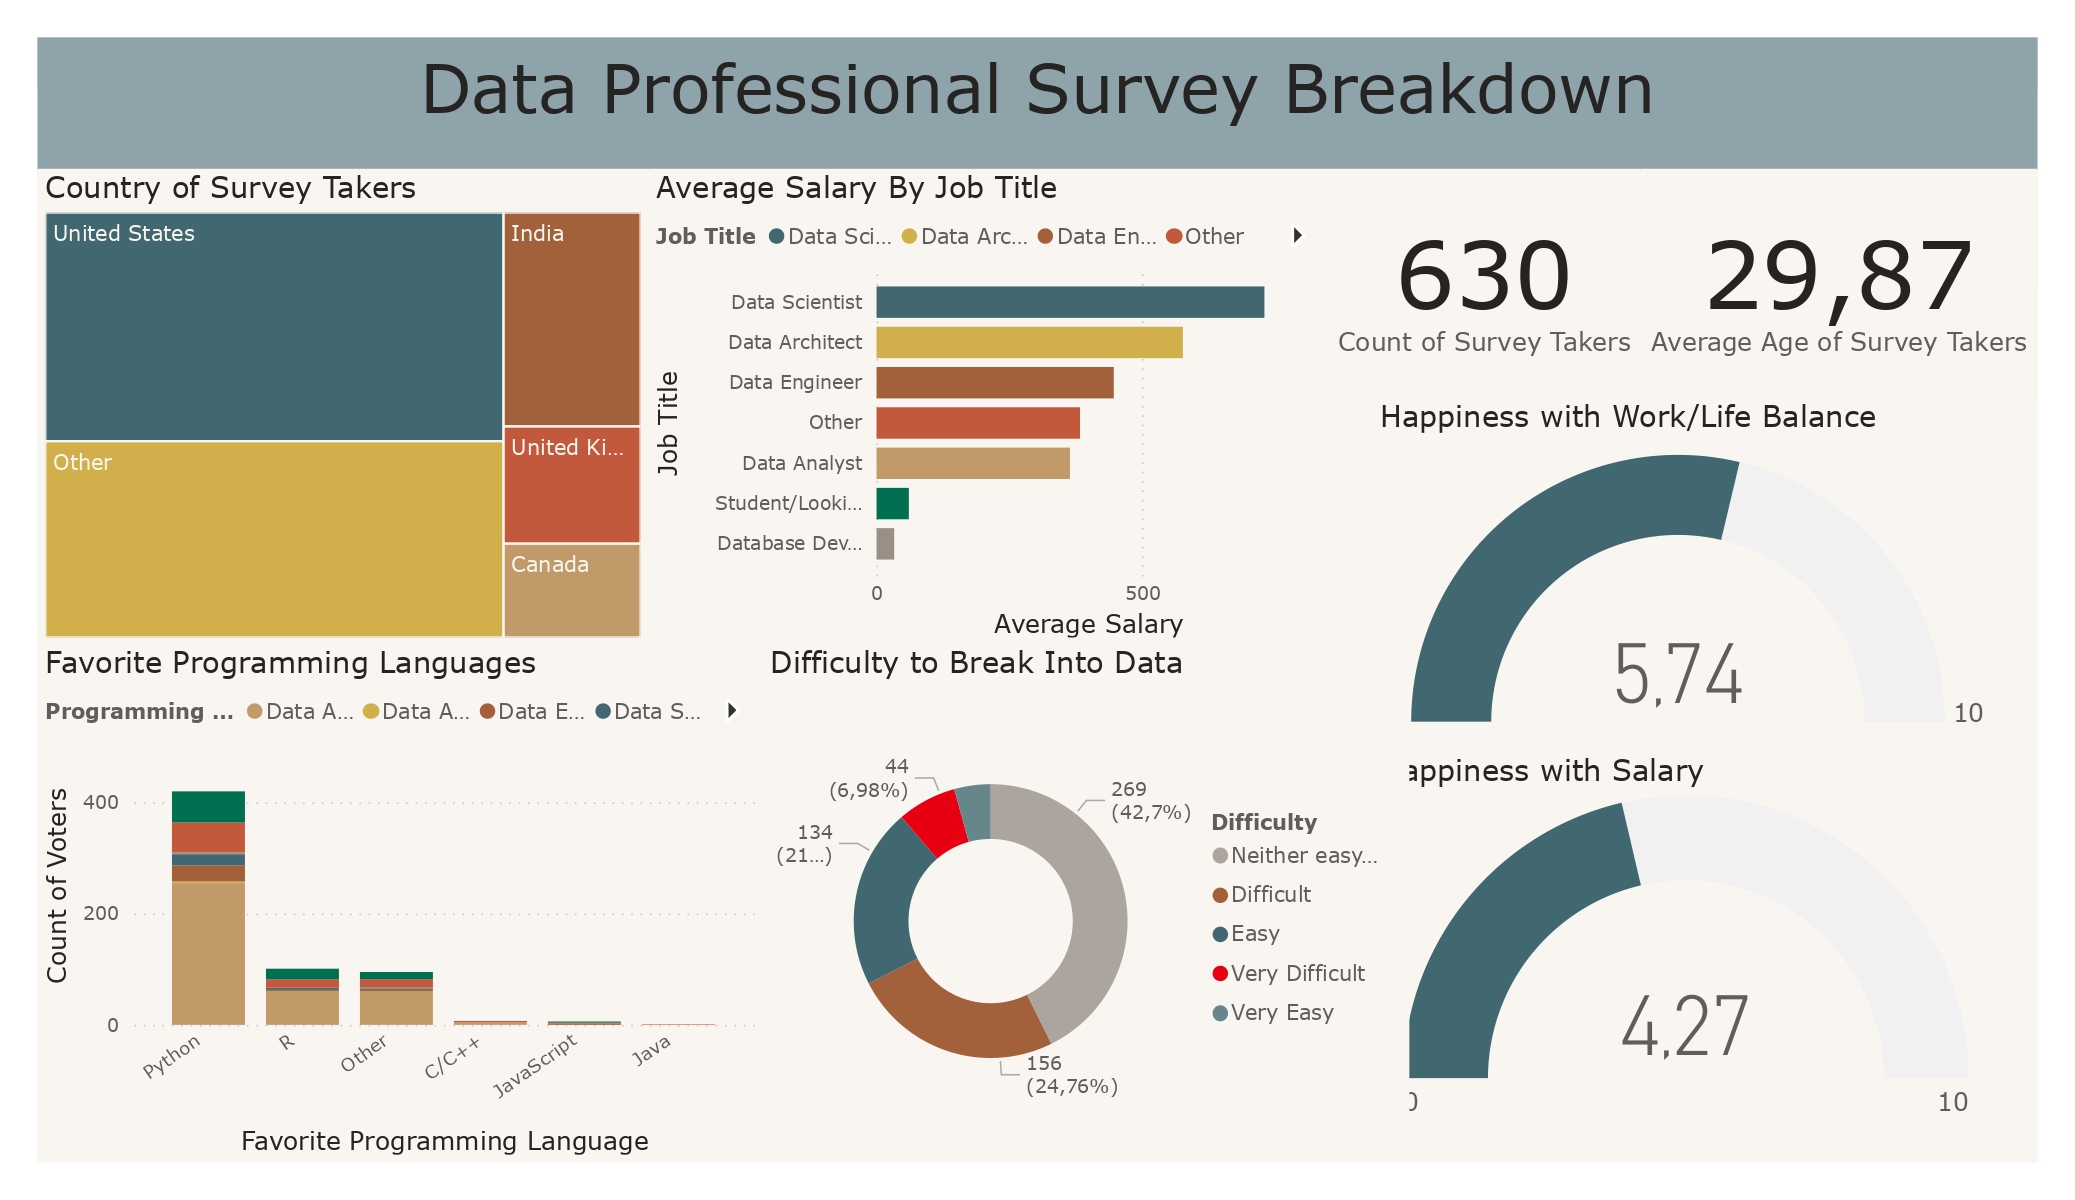 Data Professional Survey Breakdown
Country of Survey Takers
United States
India
Other
United Ki...
Canada
Average Salary By Job Title
Job Title Data Sci... Data Arc... Data En... Other
Job Title
Data Scientist
Data Architect
Data Engineer
Other
Data Analyst
Student/Looki...
Database Dev...
0 500
Average Salary
630
Count of Survey Takers
29,87
Average Age of Survey Takers
Happiness with Work/Life Balance
5,74
10
Favorite Programming Languages
Programming ... Data A... Data A... Data E... Data S...
Count of Voters
400
200
0
Python R Other C/C++ JavaScript Java
Favorite Programming Language
Difficulty to Break Into Data
44
(6,98%)
269
(42,7%)
134
(21...)
156
(24,76%)
Difficulty
Neither easy...
Difficult
Easy
Very Difficult
Very Easy
appiness with Salary
4,27
0 10